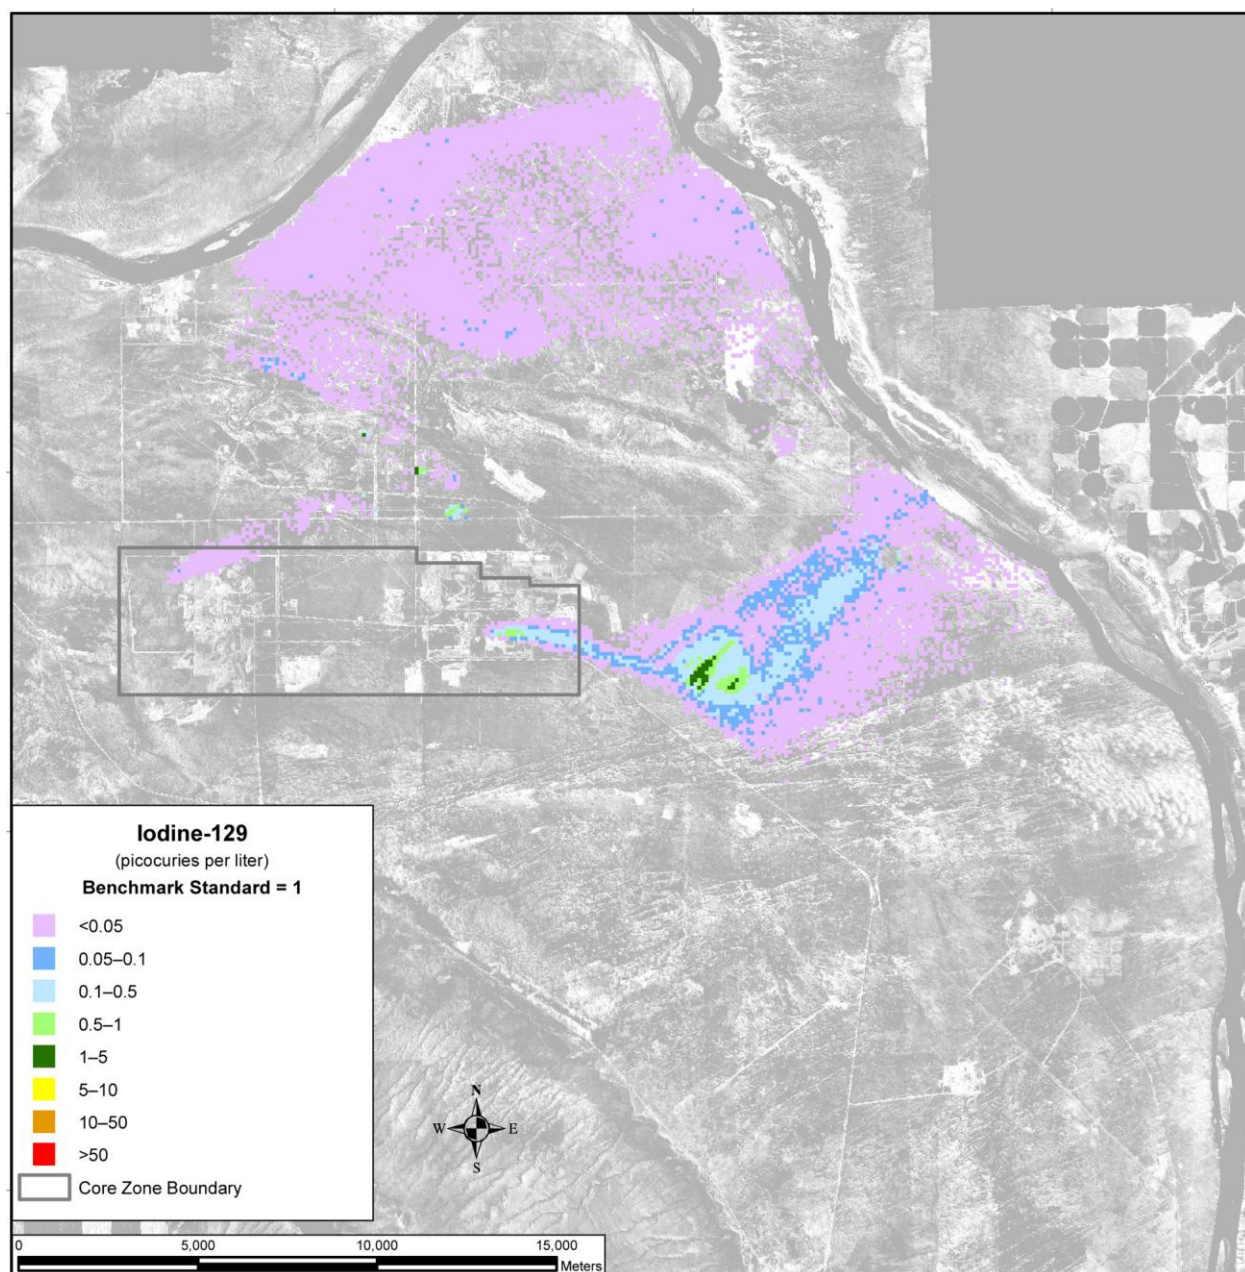 Iodine-129
(picocuries per liter)
Benchmark Standard = 1
<0.05
0.05–0.1
0.1–0.5
0.5–1
1–5
5–10
10–50
>50
Core Zone Boundary
N
W E
S
0 5,000 10,000 15,000
Meters